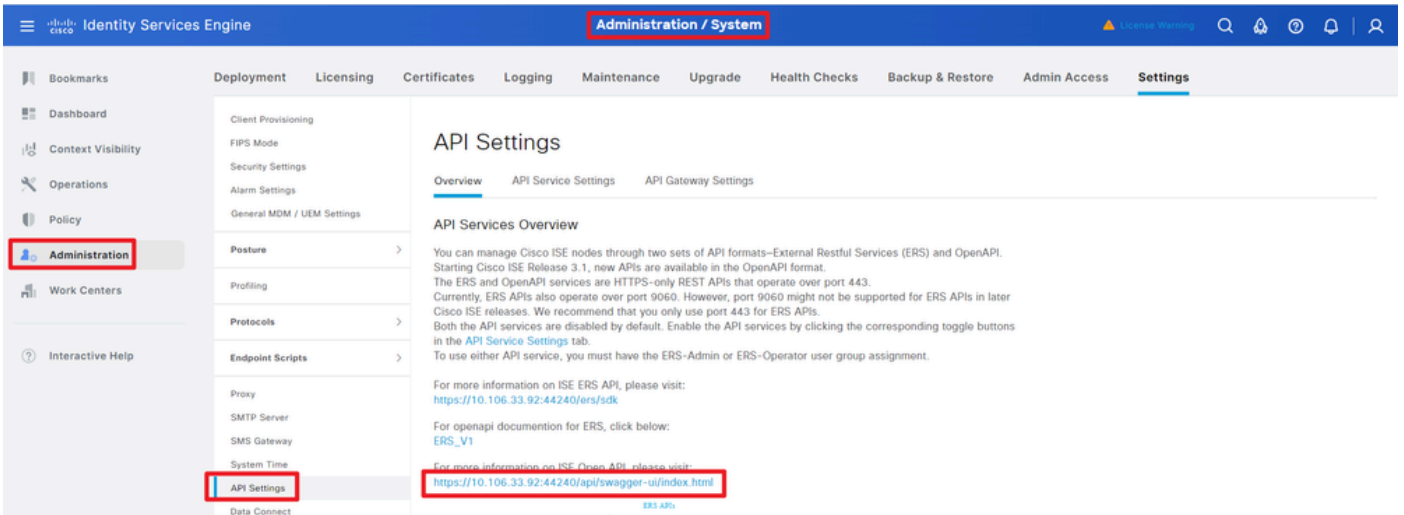 cisco Identity Services Engine
Administration / System
License Warning
Bookmarks
Dashboard
Context Visibility
Operations
Policy
Administration
Work Centers
Interactive Help
Deployment Licensing Certificates Logging Maintenance Upgrade Health Checks Backup & Restore Admin Access Settings
Client Provisioning
FIPS Mode
Security Settings
Alarm Settings
General MDM / UEM Settings
Posture
Profiling
Protocols
Endpoint Scripts
Proxy
SMTP Server
SMS Gateway
System Time
API Settings
Data Connect
API Settings
Overview API Service Settings API Gateway Settings
API Services Overview
You can manage Cisco ISE nodes through two sets of API formats–External Restful Services (ERS) and OpenAPI.
Starting Cisco ISE Release 3.1, new APIs are available in the OpenAPI format.
The ERS and OpenAPI services are HTTPS-only REST APIs that operate over port 443.
Currently, ERS APIs also operate over port 9060. However, port 9060 might not be supported for ERS APIs in later
Cisco ISE releases. We recommend that you only use port 443 for ERS APIs.
Both the API services are disabled by default. Enable the API services by clicking the corresponding toggle buttons
in the API Service Settings tab.
To use either API service, you must have the ERS-Admin or ERS-Operator user group assignment.
For more information on ISE ERS API, please visit:
https://10.106.33.92:44240/ers/sdk
For openapi documention for ERS, click below:
ERS_V1
For more information on ISE Open API, please visit:
https://10.106.33.92:44240/api/swagger-ui/index.html
ERS APIs